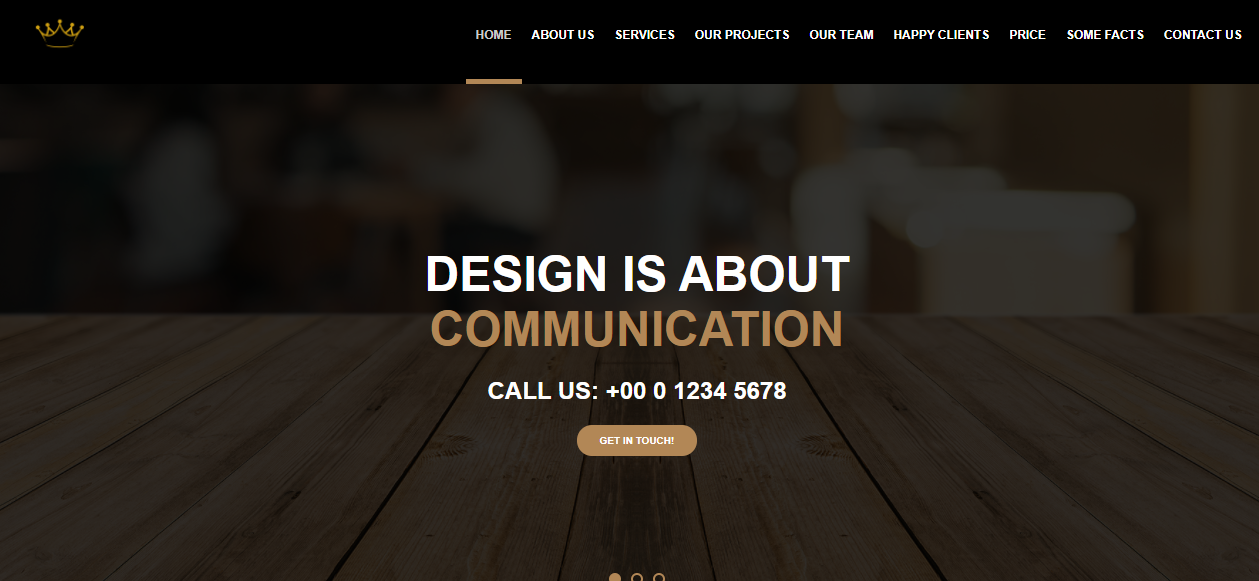 HOME ABOUT US SERVICES OUR PROJECTS OUR TEAM HAPPY CLIENTS PRICE SOME FACTS CONTACT US
DESIGN IS ABOUT
COMMUNICATION
CALL US: +00 0 1234 5678
GET IN TOUCH!